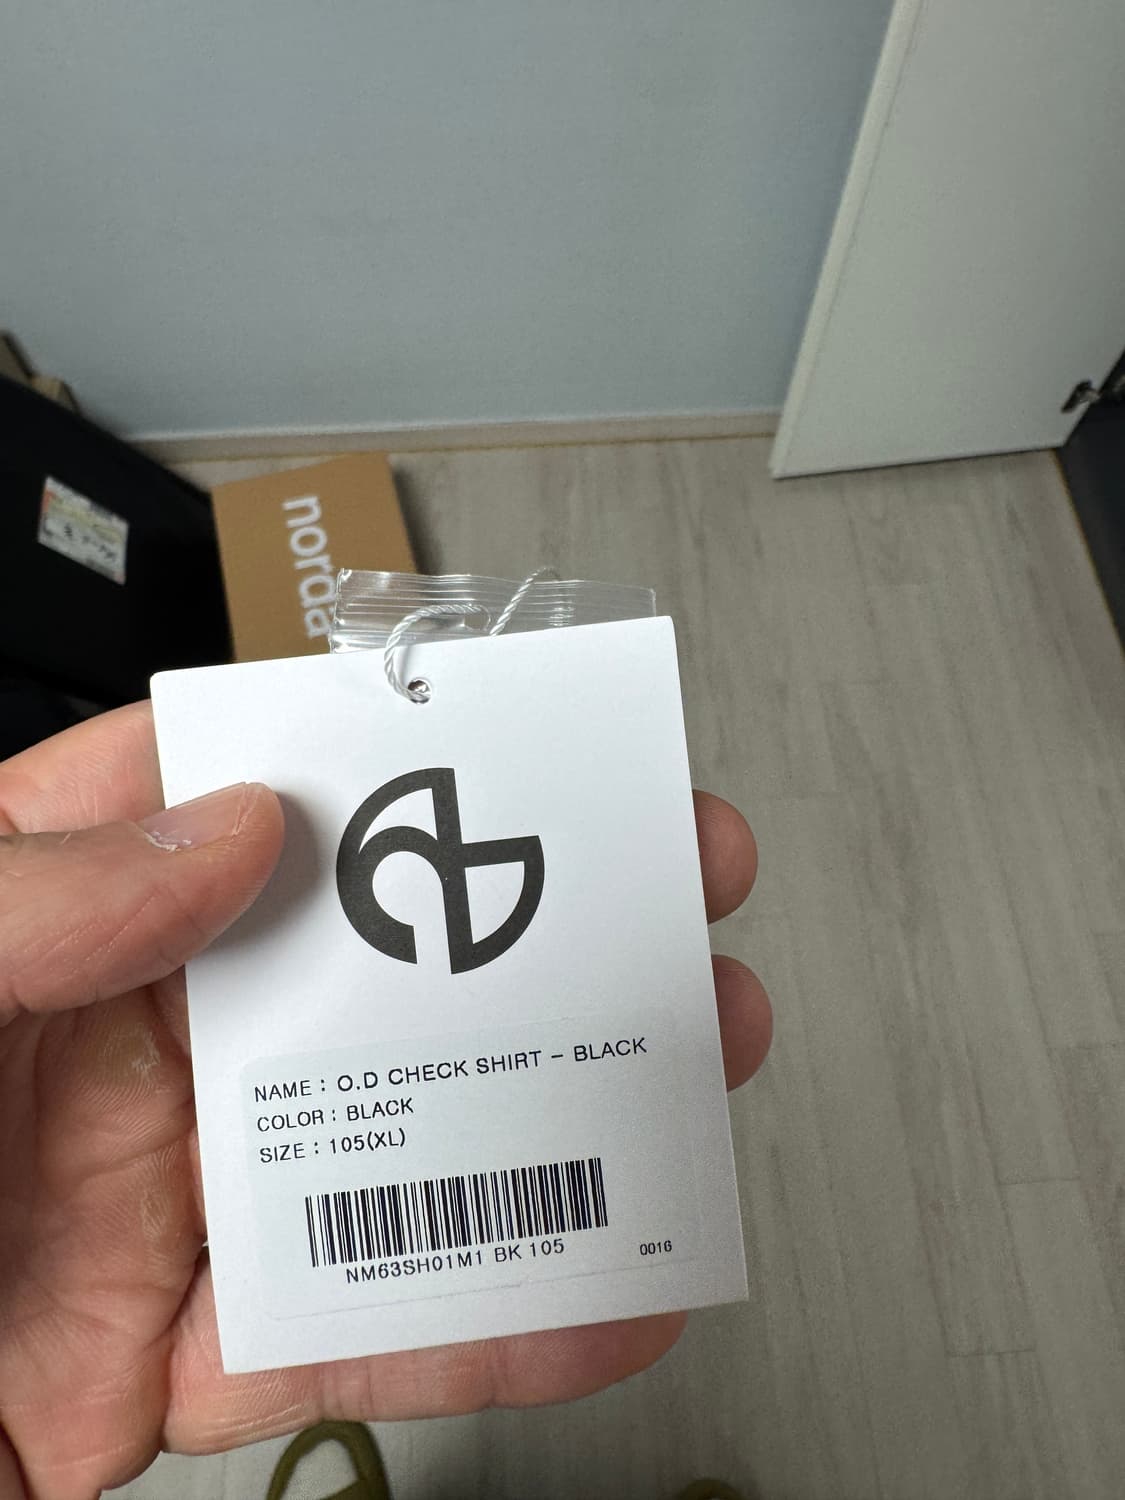 norda
NAME : O.D CHECK SHIRT – BLACK
COLOR : BLACK
SIZE : 105(XL)
NM63SH01M1 BK 105
0016